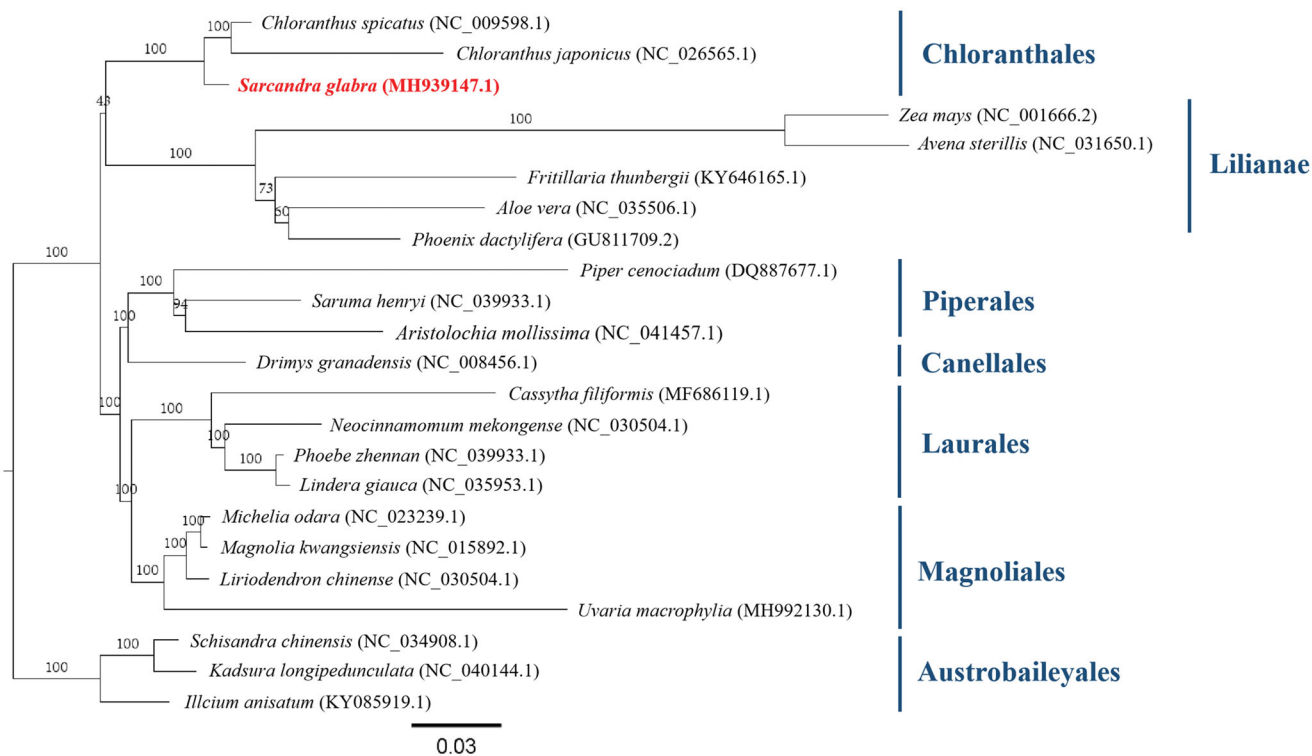 100
Chloranthus spicatus (NC_009598.1)
100
Chloranthus japonicus (NC_026565.1)
Chloranthales
Sarcandra glabra (MH939147.1)
43
100
Zea mays (NC_001666.2)
Avena sterillis (NC_031650.1)
Lilianae
100
Fritillaria thunbergii (KY646165.1)
73
60
Aloe vera (NC_035506.1)
Phoenix dactylifera (GU811709.2)
100
100
Piper cenociadum (DQ887677.1)
94
Saruma henryi (NC_039933.1)
Piperales
100
Aristolochia mollissima (NC_041457.1)
Drimys granadensis (NC_008456.1)
Canellales
100
100
Cassytha filiformis (MF686119.1)
100
Neocinnamomum mekongense (NC_030504.1)
Laurales
100
Phoebe zhennan (NC_039933.1)
Lindera giauca (NC_035953.1)
100
100
Michelia odara (NC_023239.1)
100
Magnolia kwangsiensis (NC_015892.1)
100
Liriodendron chinense (NC_030504.1)
Magnoliales
Uvaria macrophylia (MH992130.1)
100
Schisandra chinensis (NC_034908.1)
100
Kadsura longipedunculata (NC_040144.1)
Austrobaileyales
Illcium anisatum (KY085919.1)
0.03